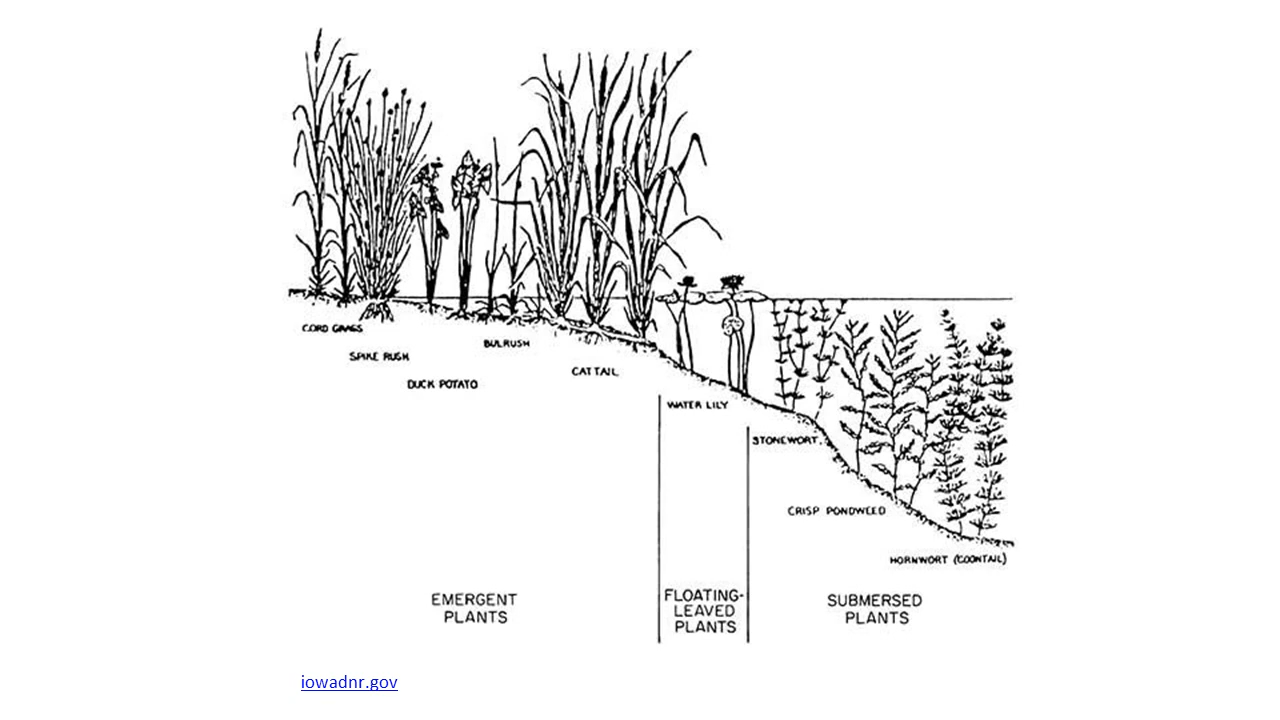 CORD GRASS
SPIKE RUSH
DUCK POTATO
BULRUSH
CATTAIL
WATER LILY
STONEWORT
CRISP PONDWEED
HORNWORT (COONTAIL)
EMERGENT
PLANTS
FLOATING-
LEAVED
PLANTS
SUBMERSED
PLANTS
iowadnr.gov